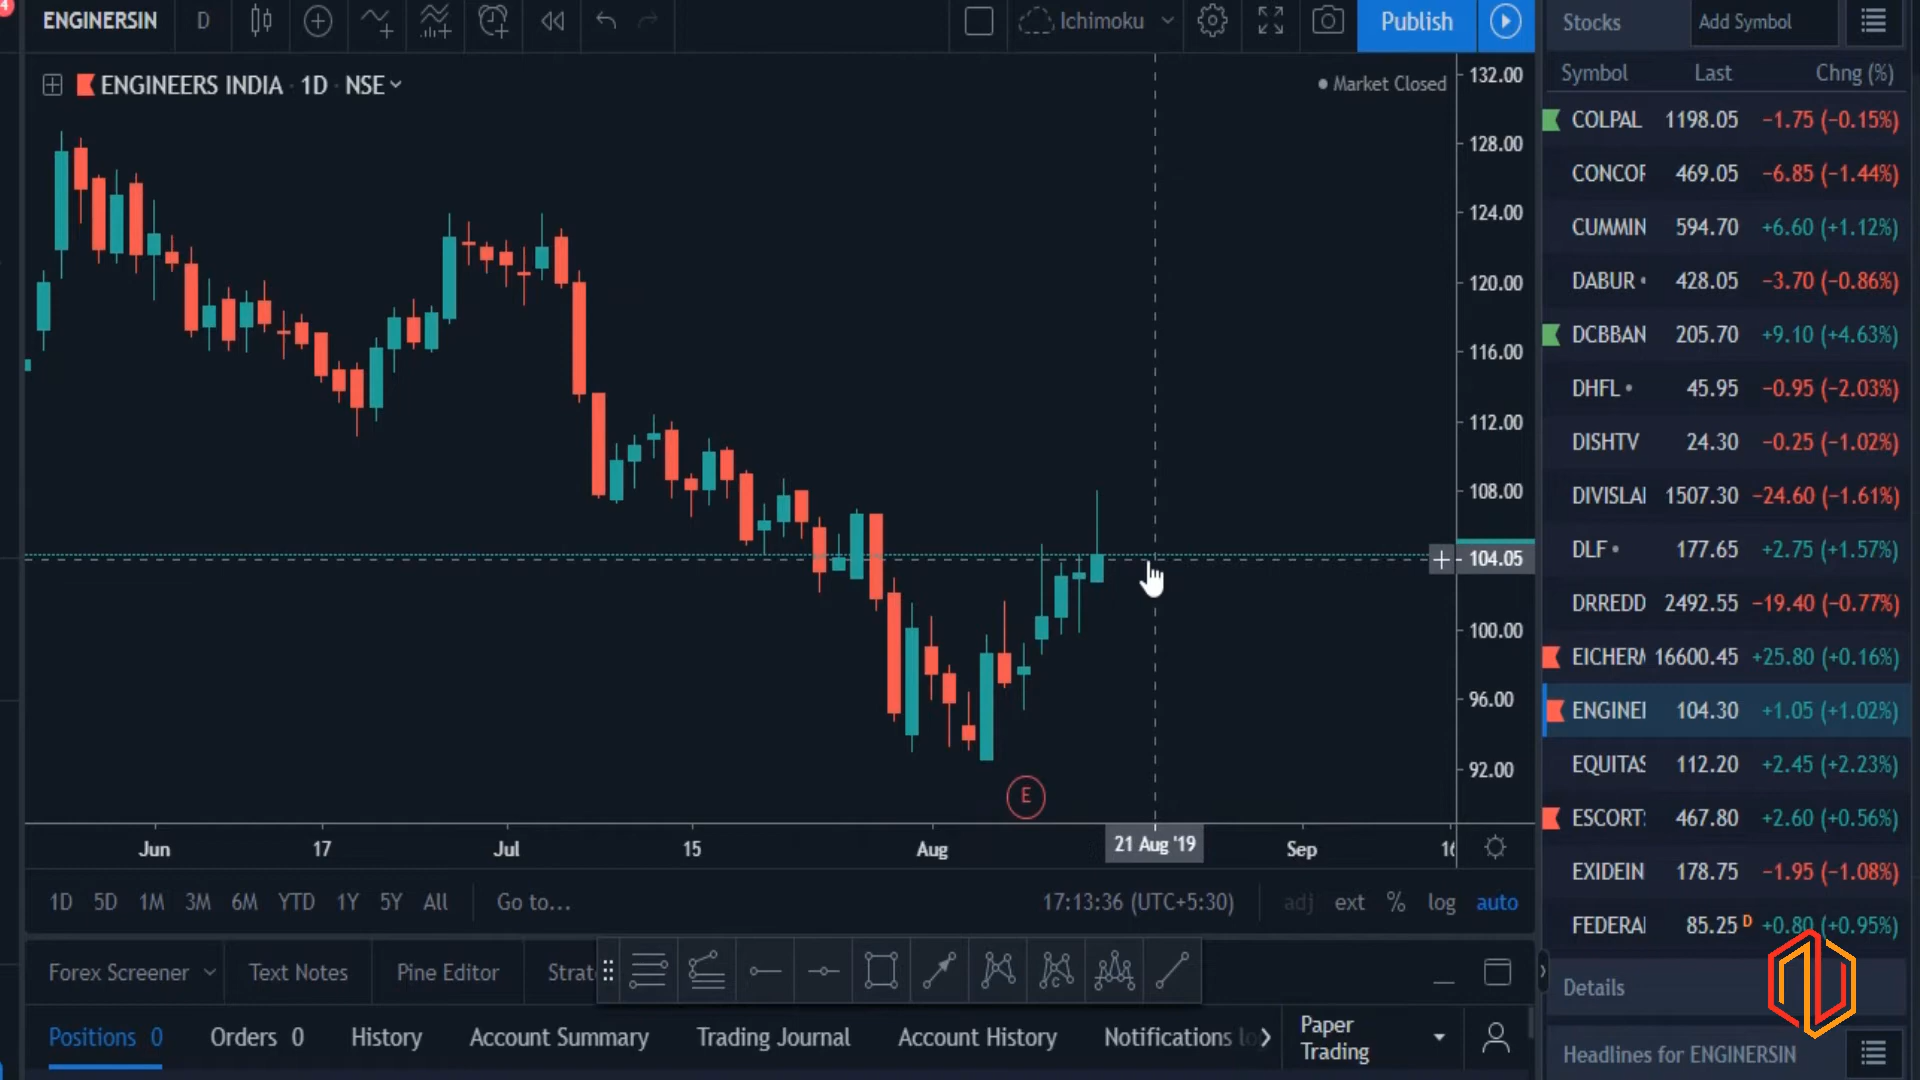 4
ENGINERSIN
D
Ichimoku
Publish
Stocks
Add Symbol
ENGINEERS INDIA · 1D · NSE
Market Closed
Symbol Last Chng (%)
132.00
128.00
124.00
120.00
116.00
112.00
108.00
104.05
100.00
96.00
92.00
COLPAL 1198.05 −1.75 (−0.15%)
CONCOR 469.05 −6.85 (−1.44%)
CUMMIN 594.70 +6.60 (+1.12%)
DABUR 428.05 −3.70 (−0.86%)
DCBBAN 205.70 +9.10 (+4.63%)
DHFL 45.95 −0.95 (−2.03%)
DISHTV 24.30 −0.25 (−1.02%)
DIVISLA 1507.30 −24.60 (−1.61%)
DLF 177.65 +2.75 (+1.57%)
DRREDD 2492.55 −19.40 (−0.77%)
EICHERM 16600.45 +25.80 (+0.16%)
ENGINEI 104.30 +1.05 (+1.02%)
EQUITAS 112.20 +2.45 (+2.23%)
ESCORT 467.80 +2.60 (+0.56%)
EXIDEIN 178.75 −1.95 (−1.08%)
FEDERA 85.25 D +0.80 (+0.95%)
E
Jun 17 Jul 15 Aug 21 Aug '19 Sep 16
1D 5D 1M 3M 6M YTD 1Y 5Y All Go to...
17:13:36 (UTC+5:30) adj ext % log auto
Forex Screener Text Notes Pine Editor Strat
Details
Positions 0 Orders 0 History Account Summary Trading Journal Account History Notifications lo
Paper
Trading
Headlines for ENGINERSIN